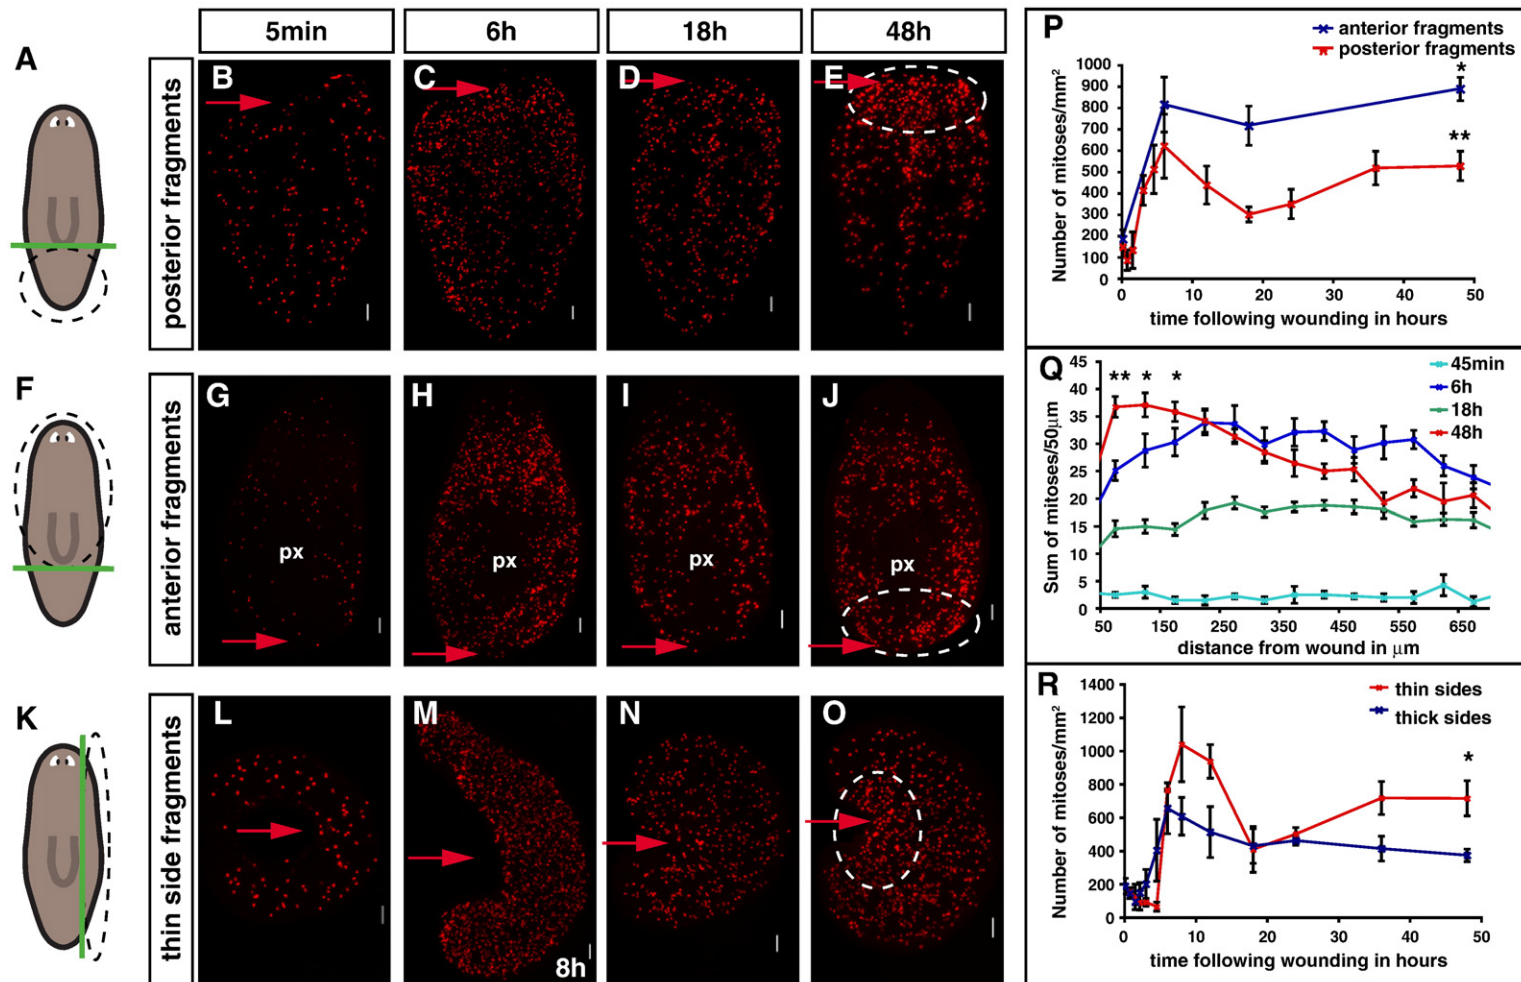 5min 6h 18h 48h
A
posterior fragments
B C D E
F
anterior fragments
G H I J
px px px px
K
thin side fragments
L M N O
8h
P
anterior fragments
posterior fragments
Number of mitoses/mm²
1000
900
800
700
600
500
400
300
200
100
0
* **
0 10 20 30 40 50
time following wounding in hours
Q
45min
6h
18h
48h
Sum of mitoses/50μm
45
40
35
30
25
20
15
10
5
0
** * *
50 150 250 350 450 550 650
distance from wound in μm
R
thin sides
thick sides
Number of mitoses/mm²
1400
1200
1000
800
600
400
200
0
*
0 10 20 30 40 50
time following wounding in hours